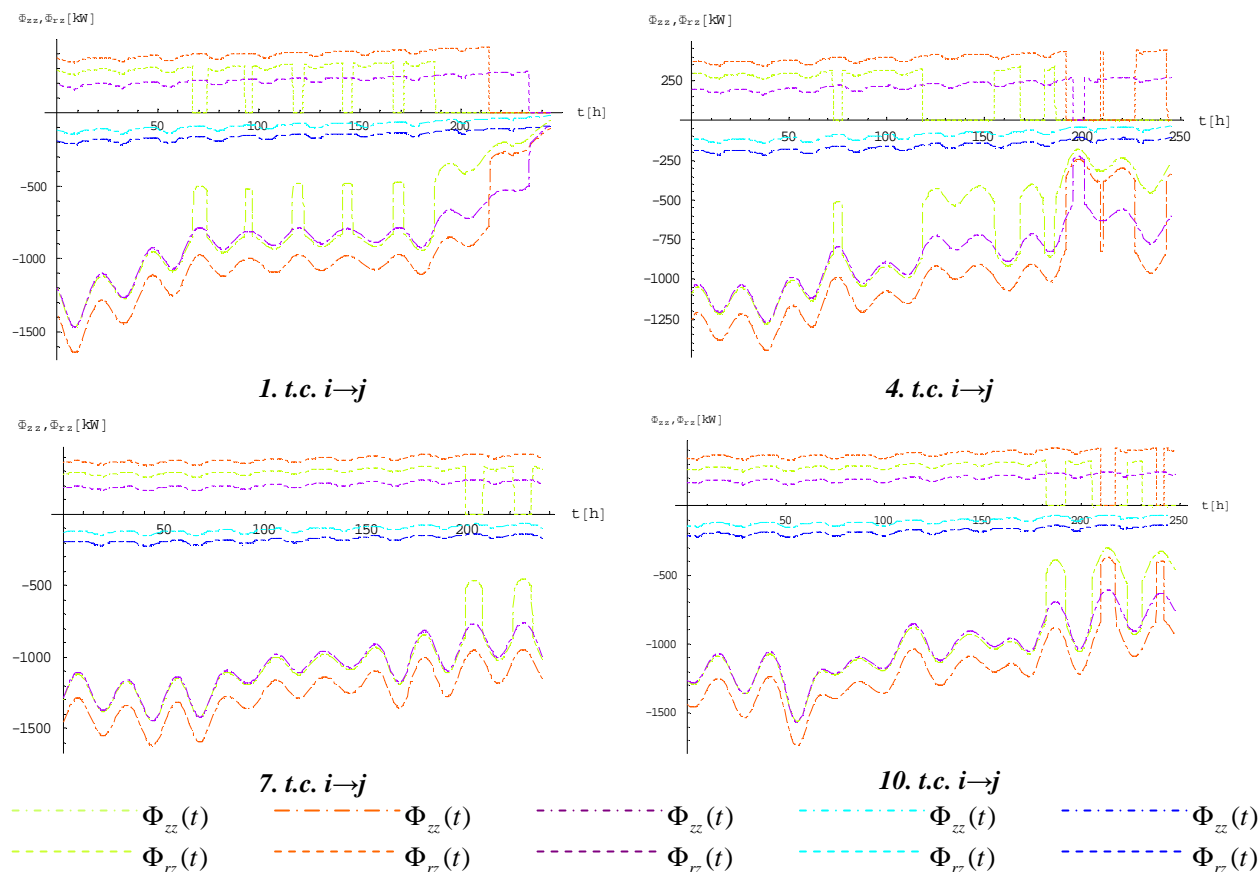 Φzz,Φrz[kW]
50 100 150 200
t[h]
−500
−1000
−1500
1. t.c. i→j
Φzz,Φrz[kW]
250
50 100 150 200 250
t[h]
−250
−500
−750
−1000
−1250
4. t.c. i→j
Φzz,Φrz[kW]
50 100 150 200
t[h]
−500
−1000
−1500
7. t.c. i→j
Φzz,Φrz[kW]
50 100 150 200 250
t[h]
−500
−1000
−1500
10. t.c. i→j
Φzz(t) Φzz(t) Φzz(t) Φzz(t) Φzz(t)
Φrz(t) Φrz(t) Φrz(t) Φrz(t) Φrz(t)